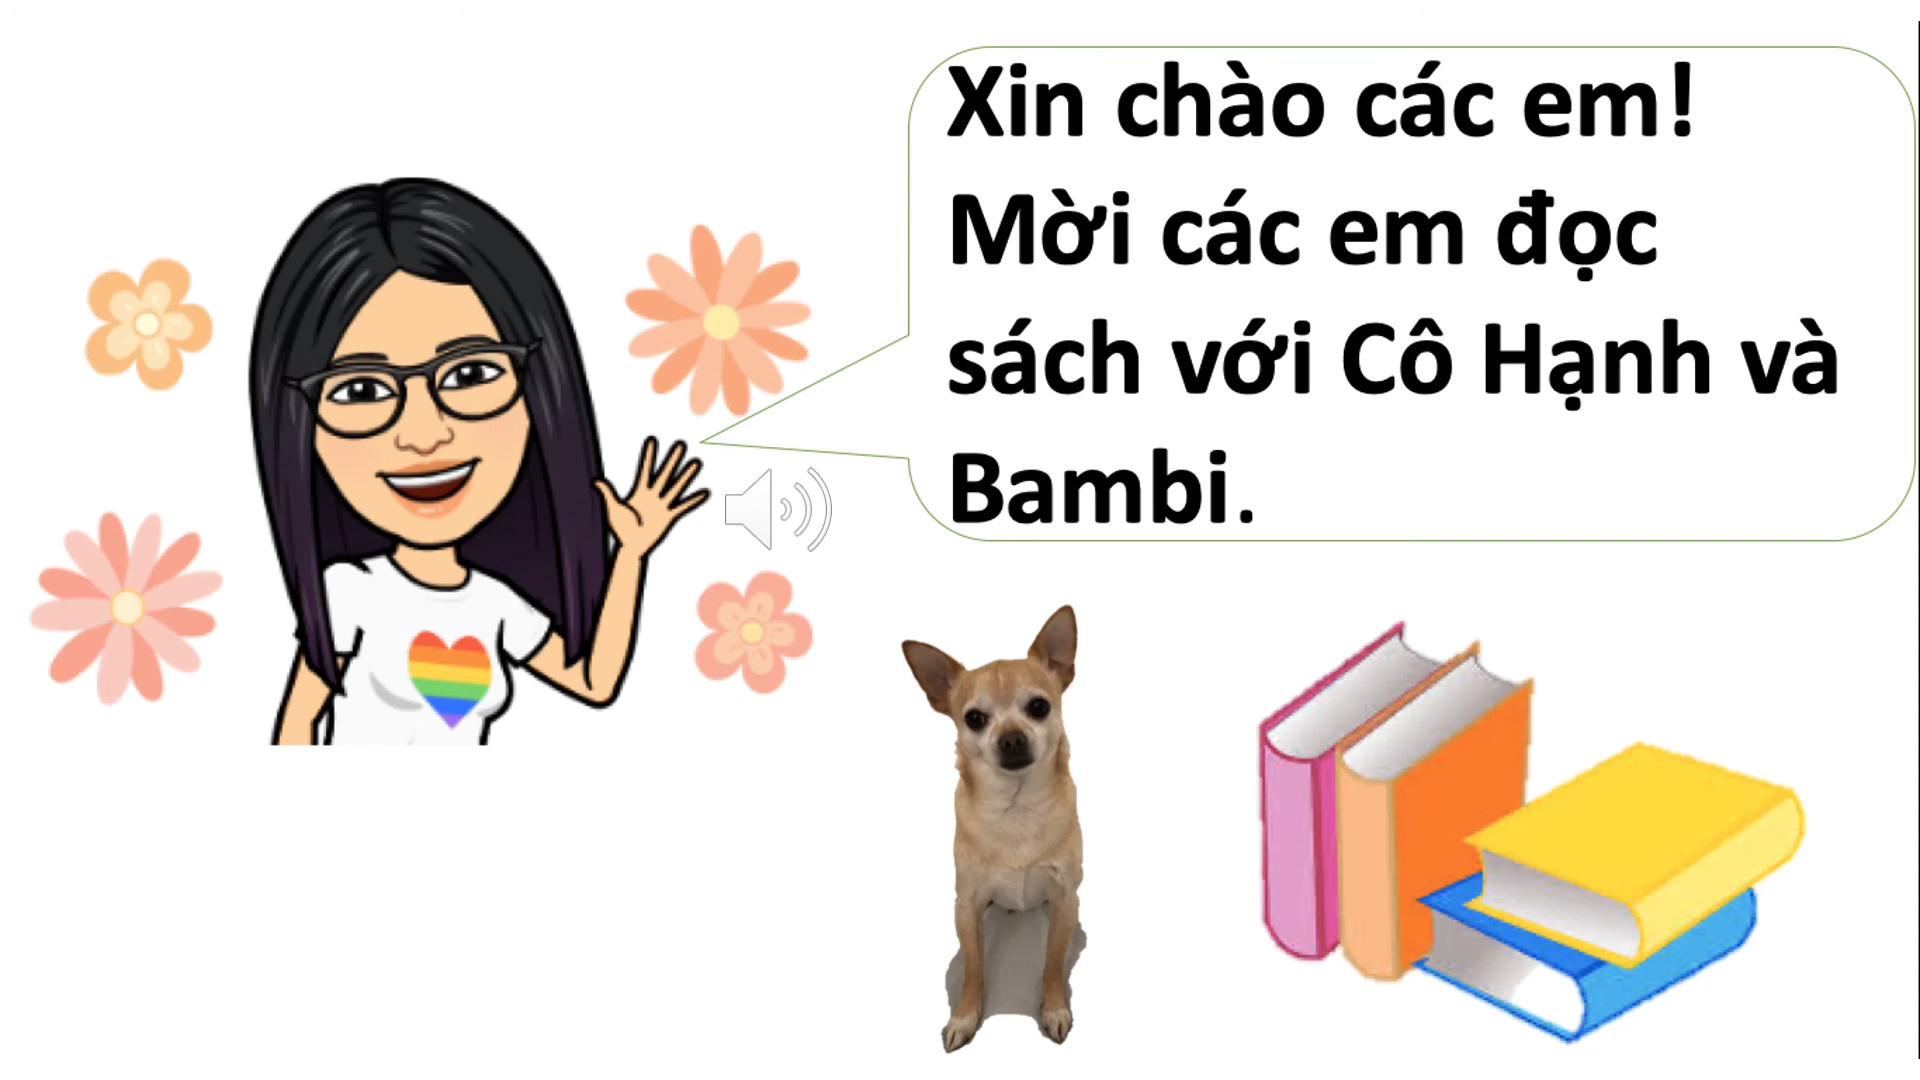 Xin chào các em!
Mời các em đọc
sách với Cô Hạnh và
Bambi.